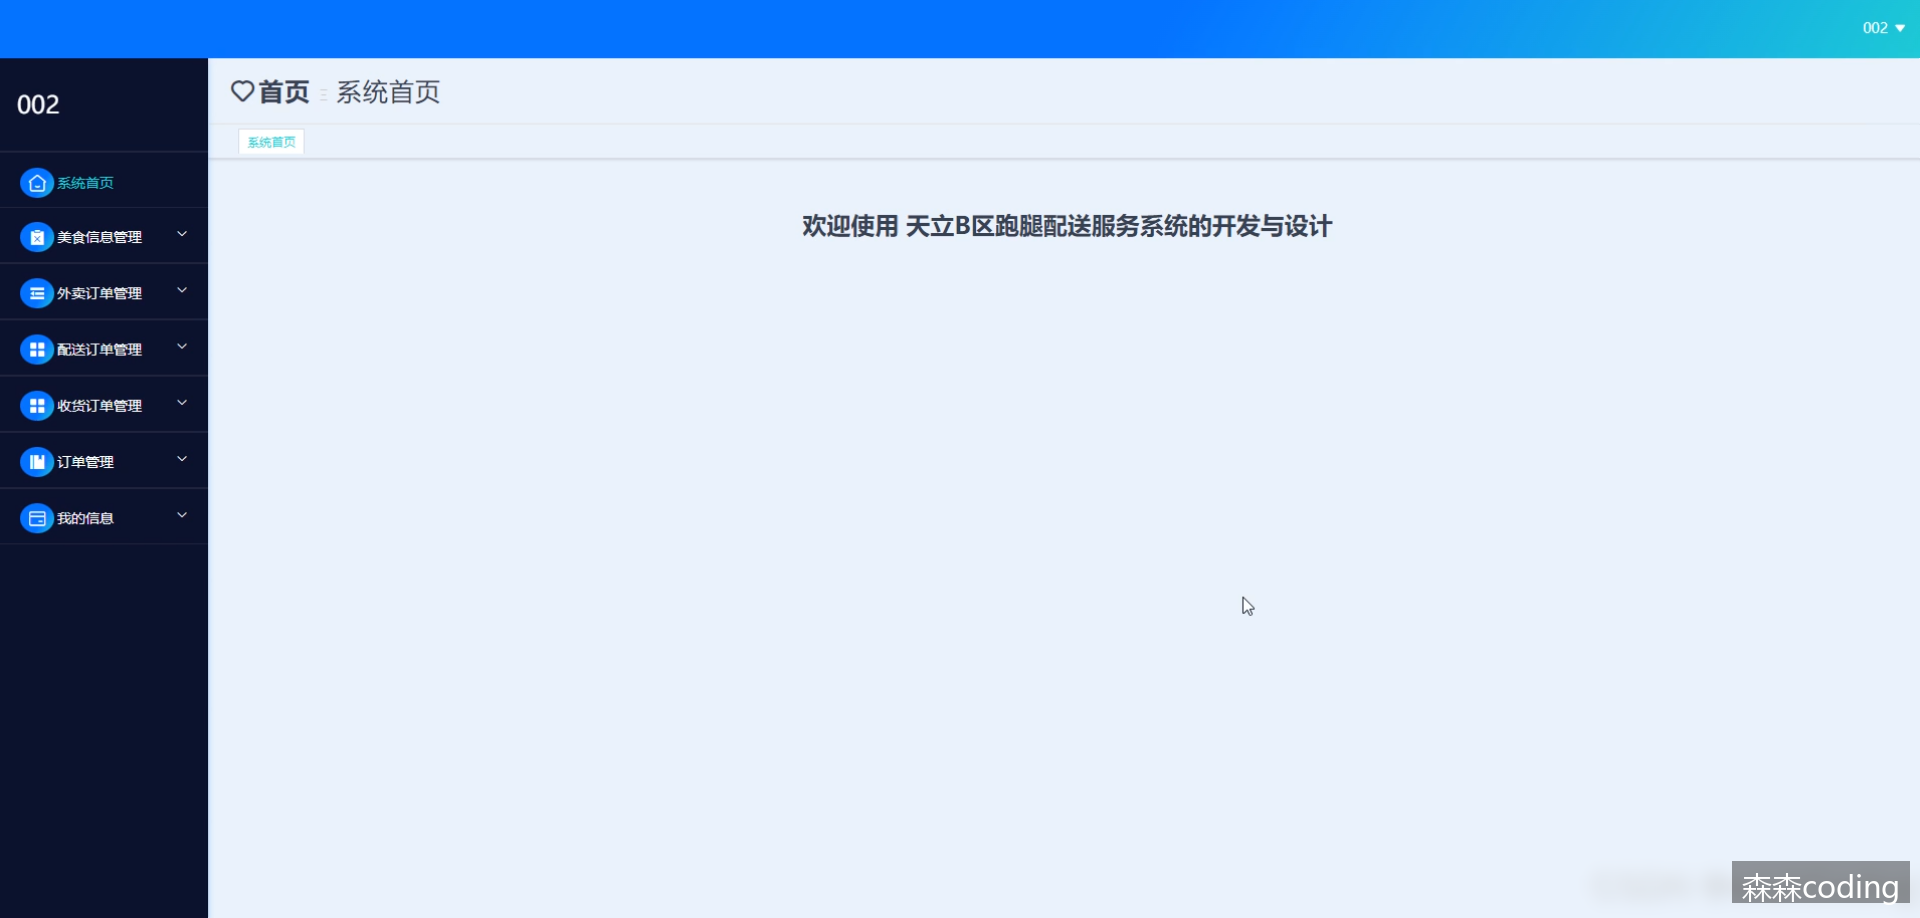 002
002
首页 系统首页
系统首页
系统首页
美食信息管理
外卖订单管理
配送订单管理
收货订单管理
订单管理
我的信息
欢迎使用 天立B区跑腿配送服务系统的开发与设计
森森coding